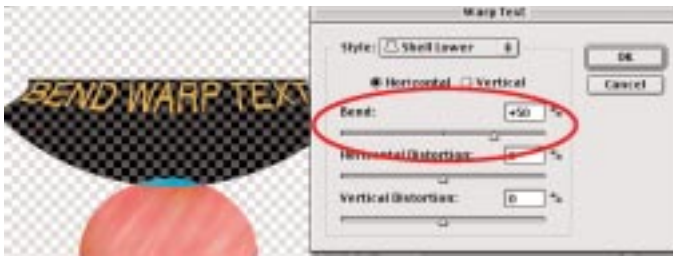 BEND WARP TEXT
Warp Text
Style: Shell Lower
OK
Horizontal Vertical
Cancel
Bend: +50 %
Horizontal Distortion: %
Vertical Distortion: 0 %